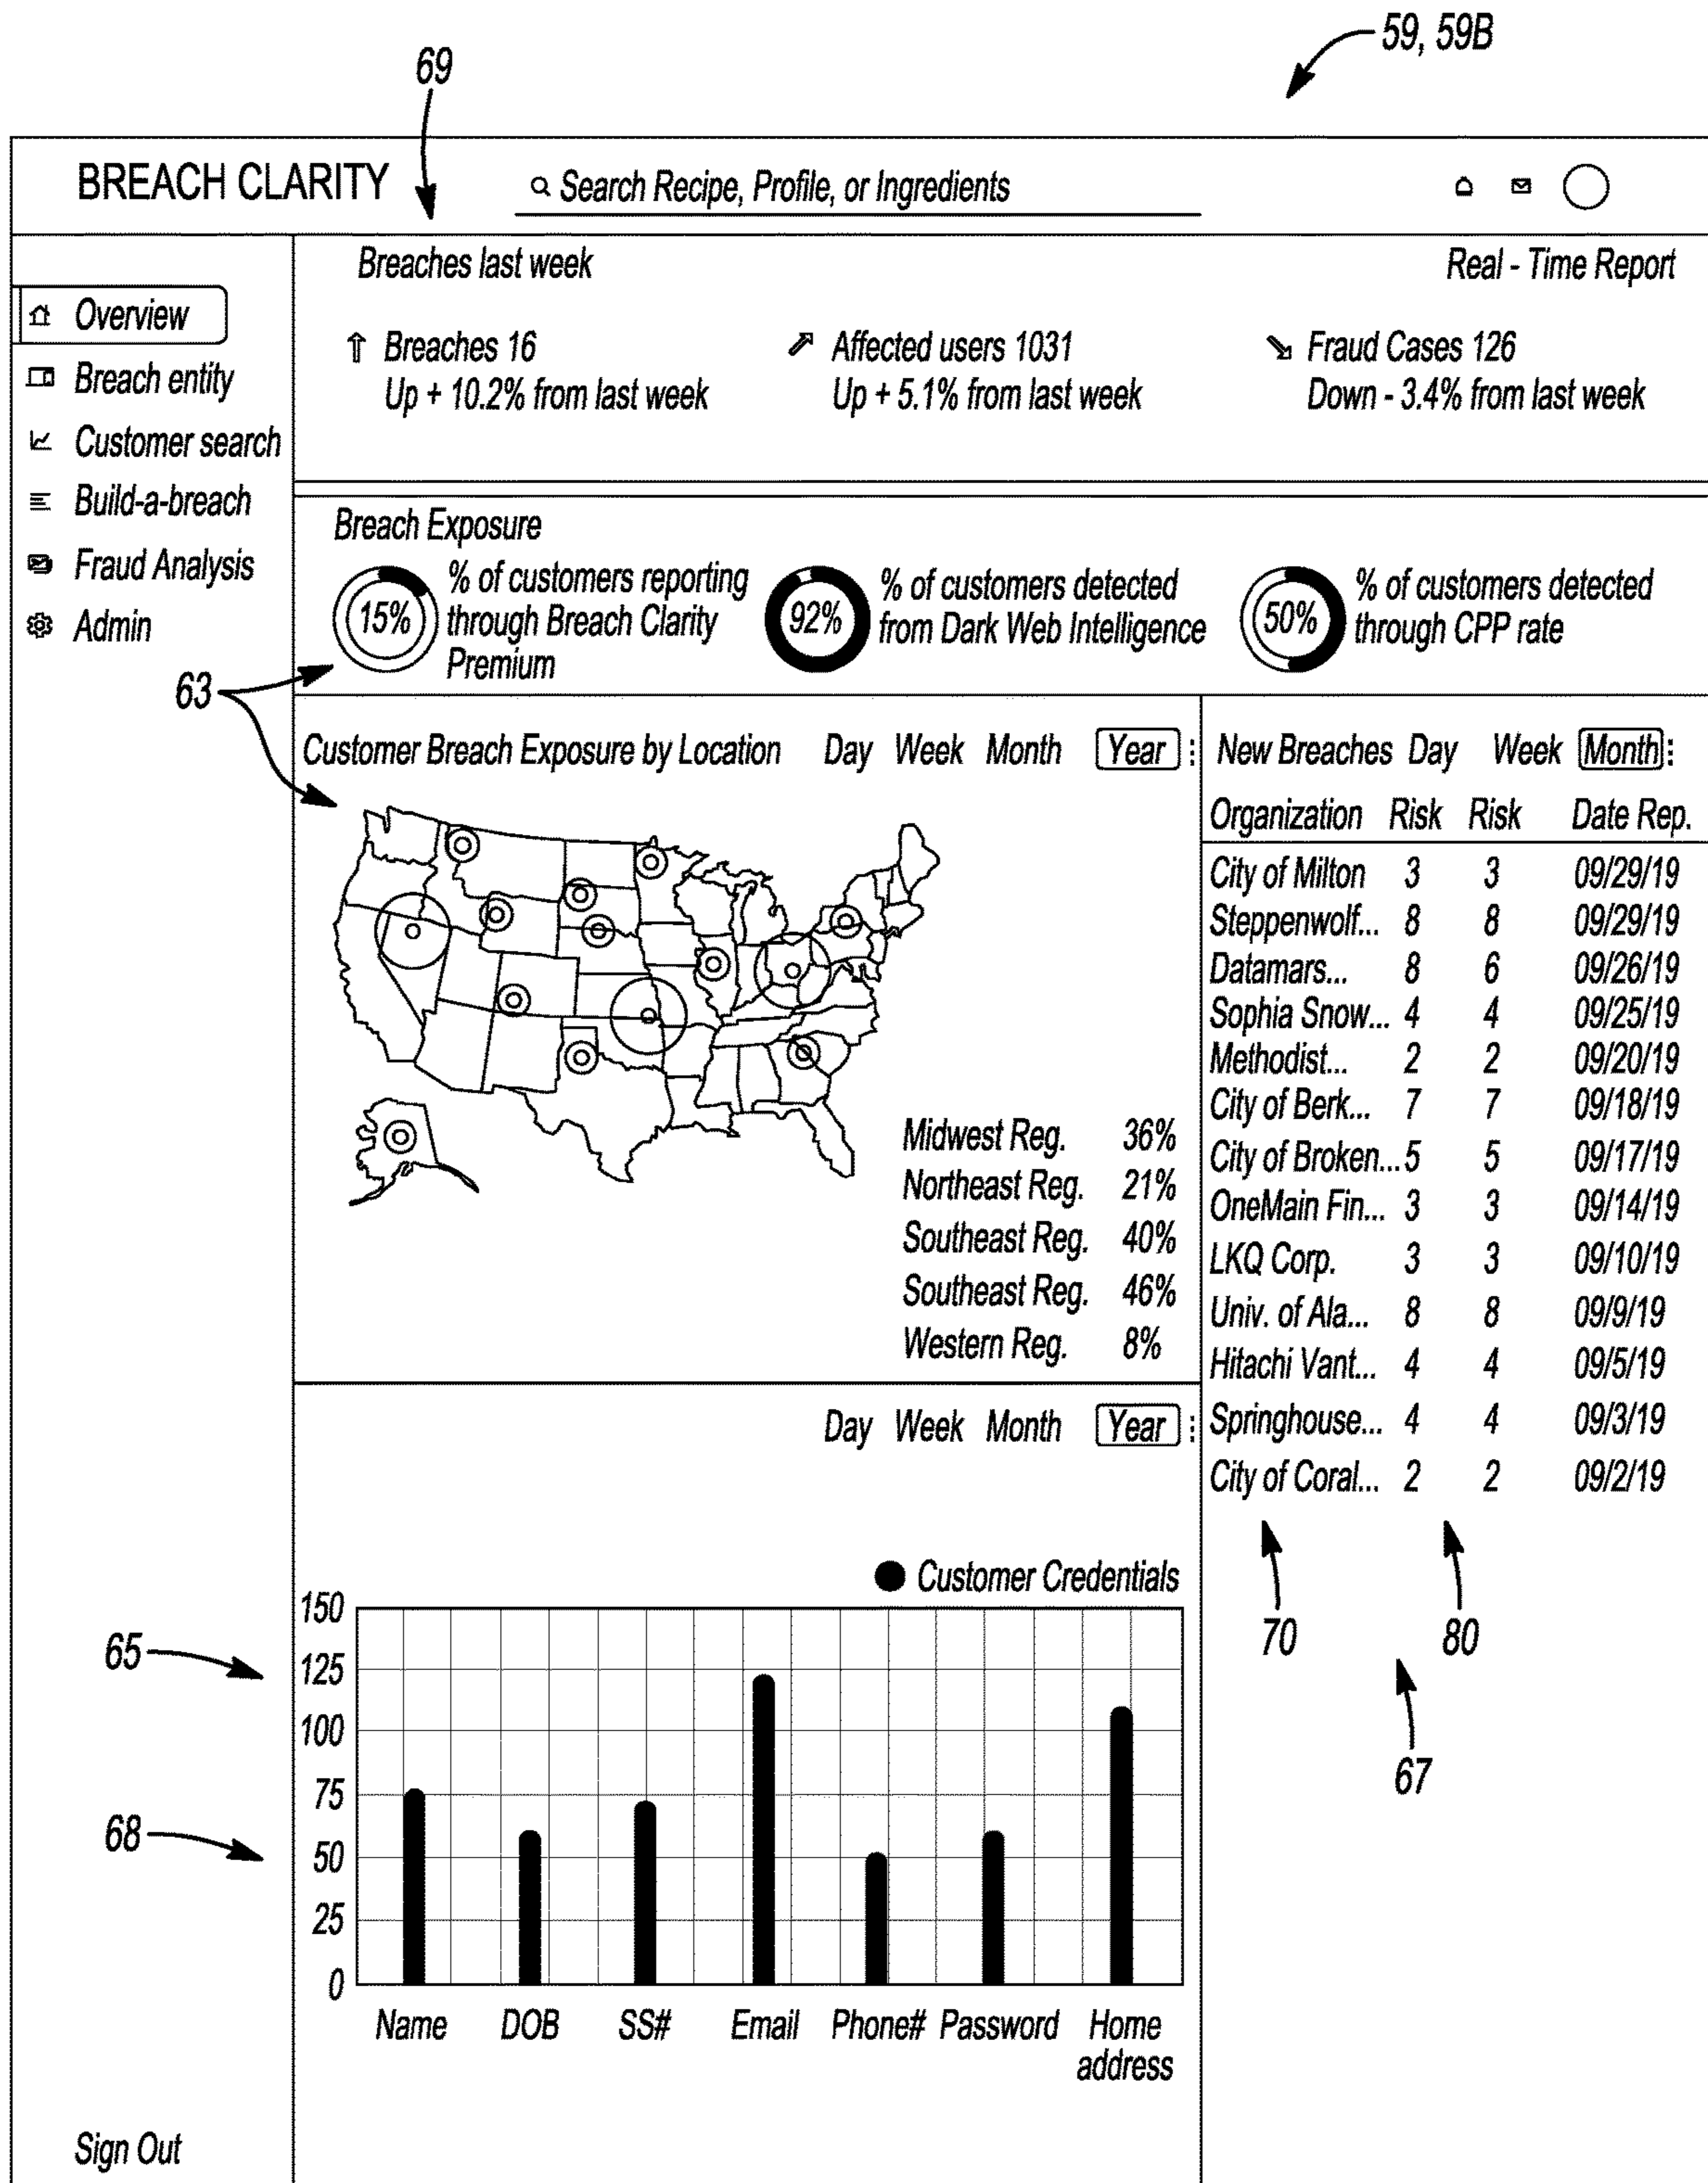 59, 59B
69
BREACH CLARITY
Search Recipe, Profile, or Ingredients
Overview
Breach entity
Customer search
Build-a-breach
Fraud Analysis
Admin
63
Breaches last week
Real - Time Report
Breaches 16
Up + 10.2% from last week
Affected users 1031
Up + 5.1% from last week
Fraud Cases 126
Down - 3.4% from last week
Breach Exposure
15%
% of customers reporting
through Breach Clarity
Premium
92%
% of customers detected
from Dark Web Intelligence
50%
% of customers detected
through CPP rate
Customer Breach Exposure by Location Day Week Month Year
Midwest Reg. 36%
Northeast Reg. 21%
Southeast Reg. 40%
Southeast Reg. 46%
Western Reg. 8%
New Breaches Day Week Month
Organization Risk Risk Date Rep.
City of Milton 3 3 09/29/19
Steppenwolf... 8 8 09/29/19
Datamars... 8 6 09/26/19
Sophia Snow... 4 4 09/25/19
Methodist... 2 2 09/20/19
City of Berk... 7 7 09/18/19
City of Broken... 5 5 09/17/19
OneMain Fin... 3 3 09/14/19
LKQ Corp. 3 3 09/10/19
Univ. of Ala... 8 8 09/9/19
Hitachi Vant... 4 4 09/5/19
Springhouse... 4 4 09/3/19
City of Coral... 2 2 09/2/19
70
80
67
Day Week Month Year
Customer Credentials
65
68
150
125
100
75
50
25
0
Name DOB SS# Email Phone# Password Home
address
Sign Out